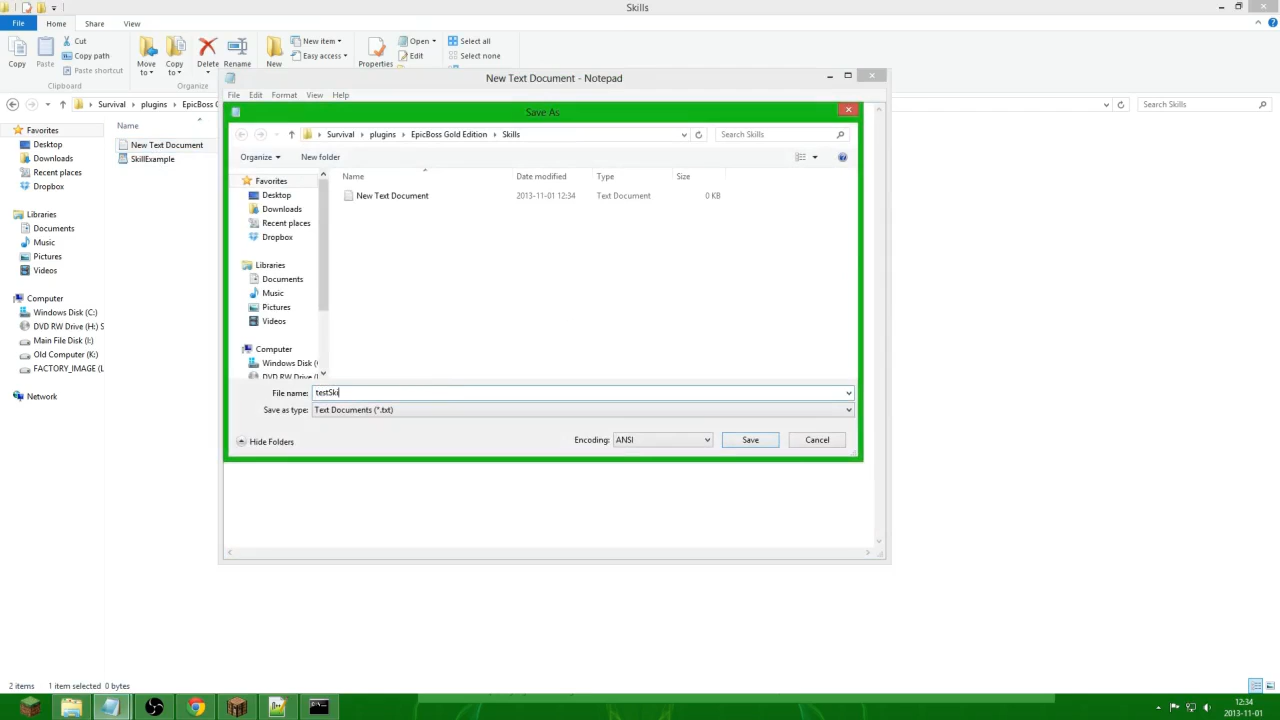 Skills
File Home Share View
Copy
Paste
Cut
Copy path
Paste shortcut
Clipboard
Move to
Copy to
Delete
Rename
Organize
New
New item
Easy access
Properties
Open
Edit
Select all
Select none
Survival plugins EpicBoss G
Search Skills
Favorites
Desktop
Downloads
Recent places
Dropbox
Libraries
Documents
Music
Pictures
Videos
Computer
Windows Disk (C:)
DVD RW Drive (H:) S
Main File Disk (I:)
Old Computer (K:)
FACTORY_IMAGE (L
Network
Name
New Text Document
SkillExample
New Text Document - Notepad
File Edit Format View Help
Save As
Survival plugins EpicBoss Gold Edition Skills
Search Skills
Organize New folder
Favorites
Desktop
Downloads
Recent places
Dropbox
Libraries
Documents
Music
Pictures
Videos
Computer
Windows Disk (
DVD RW Drive (
Name Date modified Type Size
New Text Document 2013-11-01 12:34 Text Document 0 KB
File name: testSki
Save as type: Text Documents (*.txt)
Hide Folders
Encoding: ANSI
Save
Cancel
2 items 1 item selected 0 bytes
12:34
2013-11-01